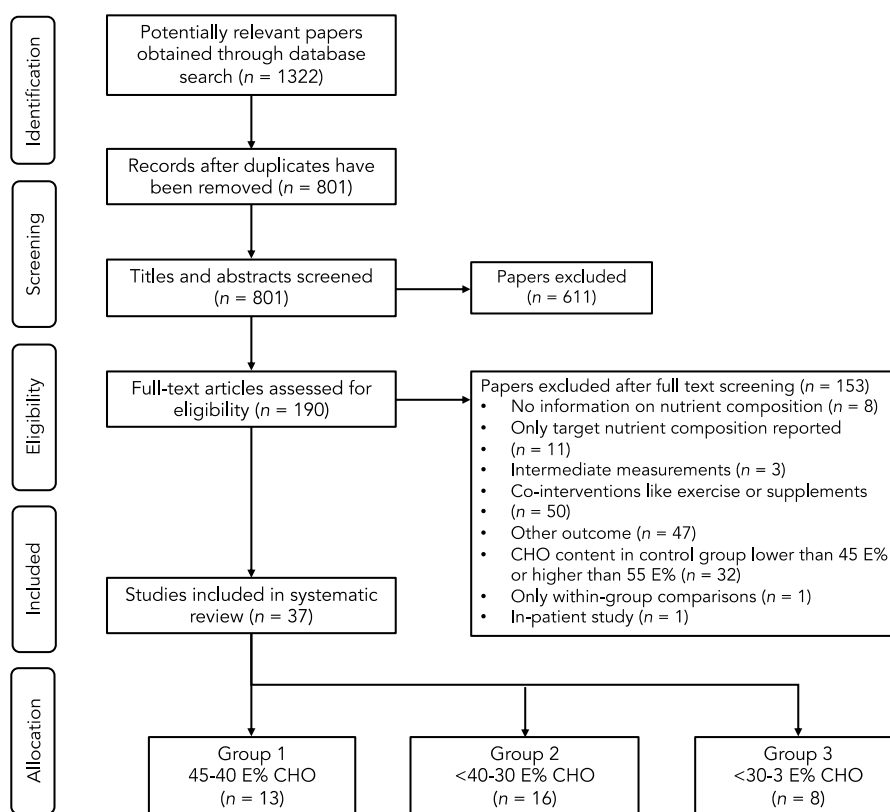 Identification
Potentially relevant papers
obtained through database
search (n = 1322)
Records after duplicates have
been removed (n = 801)
Screening
Titles and abstracts screened
(n = 801)
Papers excluded
(n = 611)
Eligibility
Full-text articles assessed for
eligibility (n = 190)
Papers excluded after full text screening (n = 153)
• No information on nutrient composition (n = 8)
• Only target nutrient composition reported
• (n = 11)
• Intermediate measurements (n = 3)
• Co-interventions like exercise or supplements
• (n = 50)
• Other outcome (n = 47)
• CHO content in control group lower than 45 E%
or higher than 55 E% (n = 32)
• Only within-group comparisons (n = 1)
• In-patient study (n = 1)
Included
Studies included in systematic
review (n = 37)
Allocation
Group 1
45-40 E% CHO
(n = 13)
Group 2
<40-30 E% CHO
(n = 16)
Group 3
<30-3 E% CHO
(n = 8)